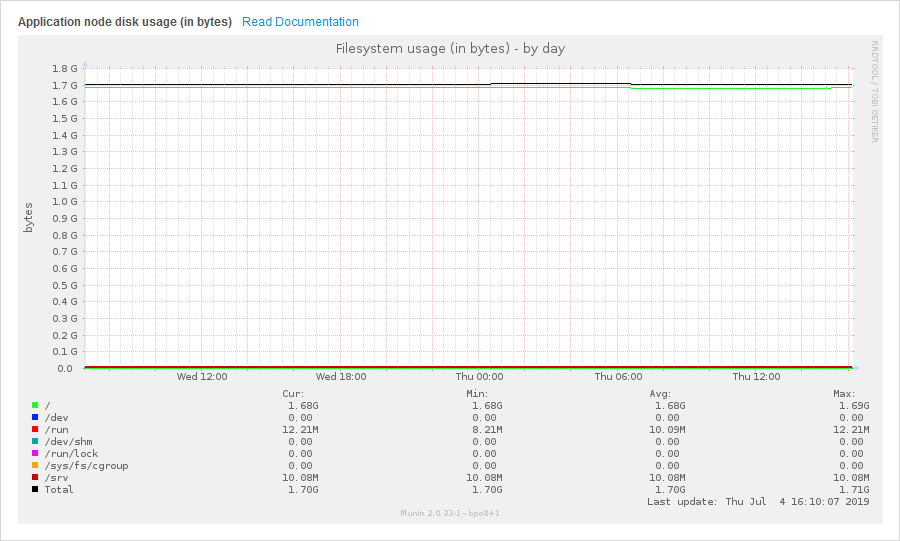 Application node disk usage (in bytes) Read Documentation
Filesystem usage (in bytes) - by day
RRDTOOL / TOBI OETIKER
bytes
1.8 G
1.7 G
1.6 G
1.5 G
1.4 G
1.3 G
1.2 G
1.1 G
1.0 G
0.9 G
0.8 G
0.7 G
0.6 G
0.5 G
0.4 G
0.3 G
0.2 G
0.1 G
0.0
Wed 12:00 Wed 18:00 Thu 00:00 Thu 06:00 Thu 12:00
Cur: Min: Avg: Max:
/ 1.68G 1.68G 1.68G 1.69G
/dev 0.00 0.00 0.00 0.00
/run 12.21M 8.21M 10.09M 12.21M
/dev/shm 0.00 0.00 0.00 0.00
/run/lock 0.00 0.00 0.00 0.00
/sys/fs/cgroup 0.00 0.00 0.00 0.00
/srv 10.08M 10.08M 10.08M 10.08M
Total 1.70G 1.70G 1.70G 1.71G
Last update: Thu Jul 4 16:10:07 2019
Munin 2.0.33-1~bpo8+1